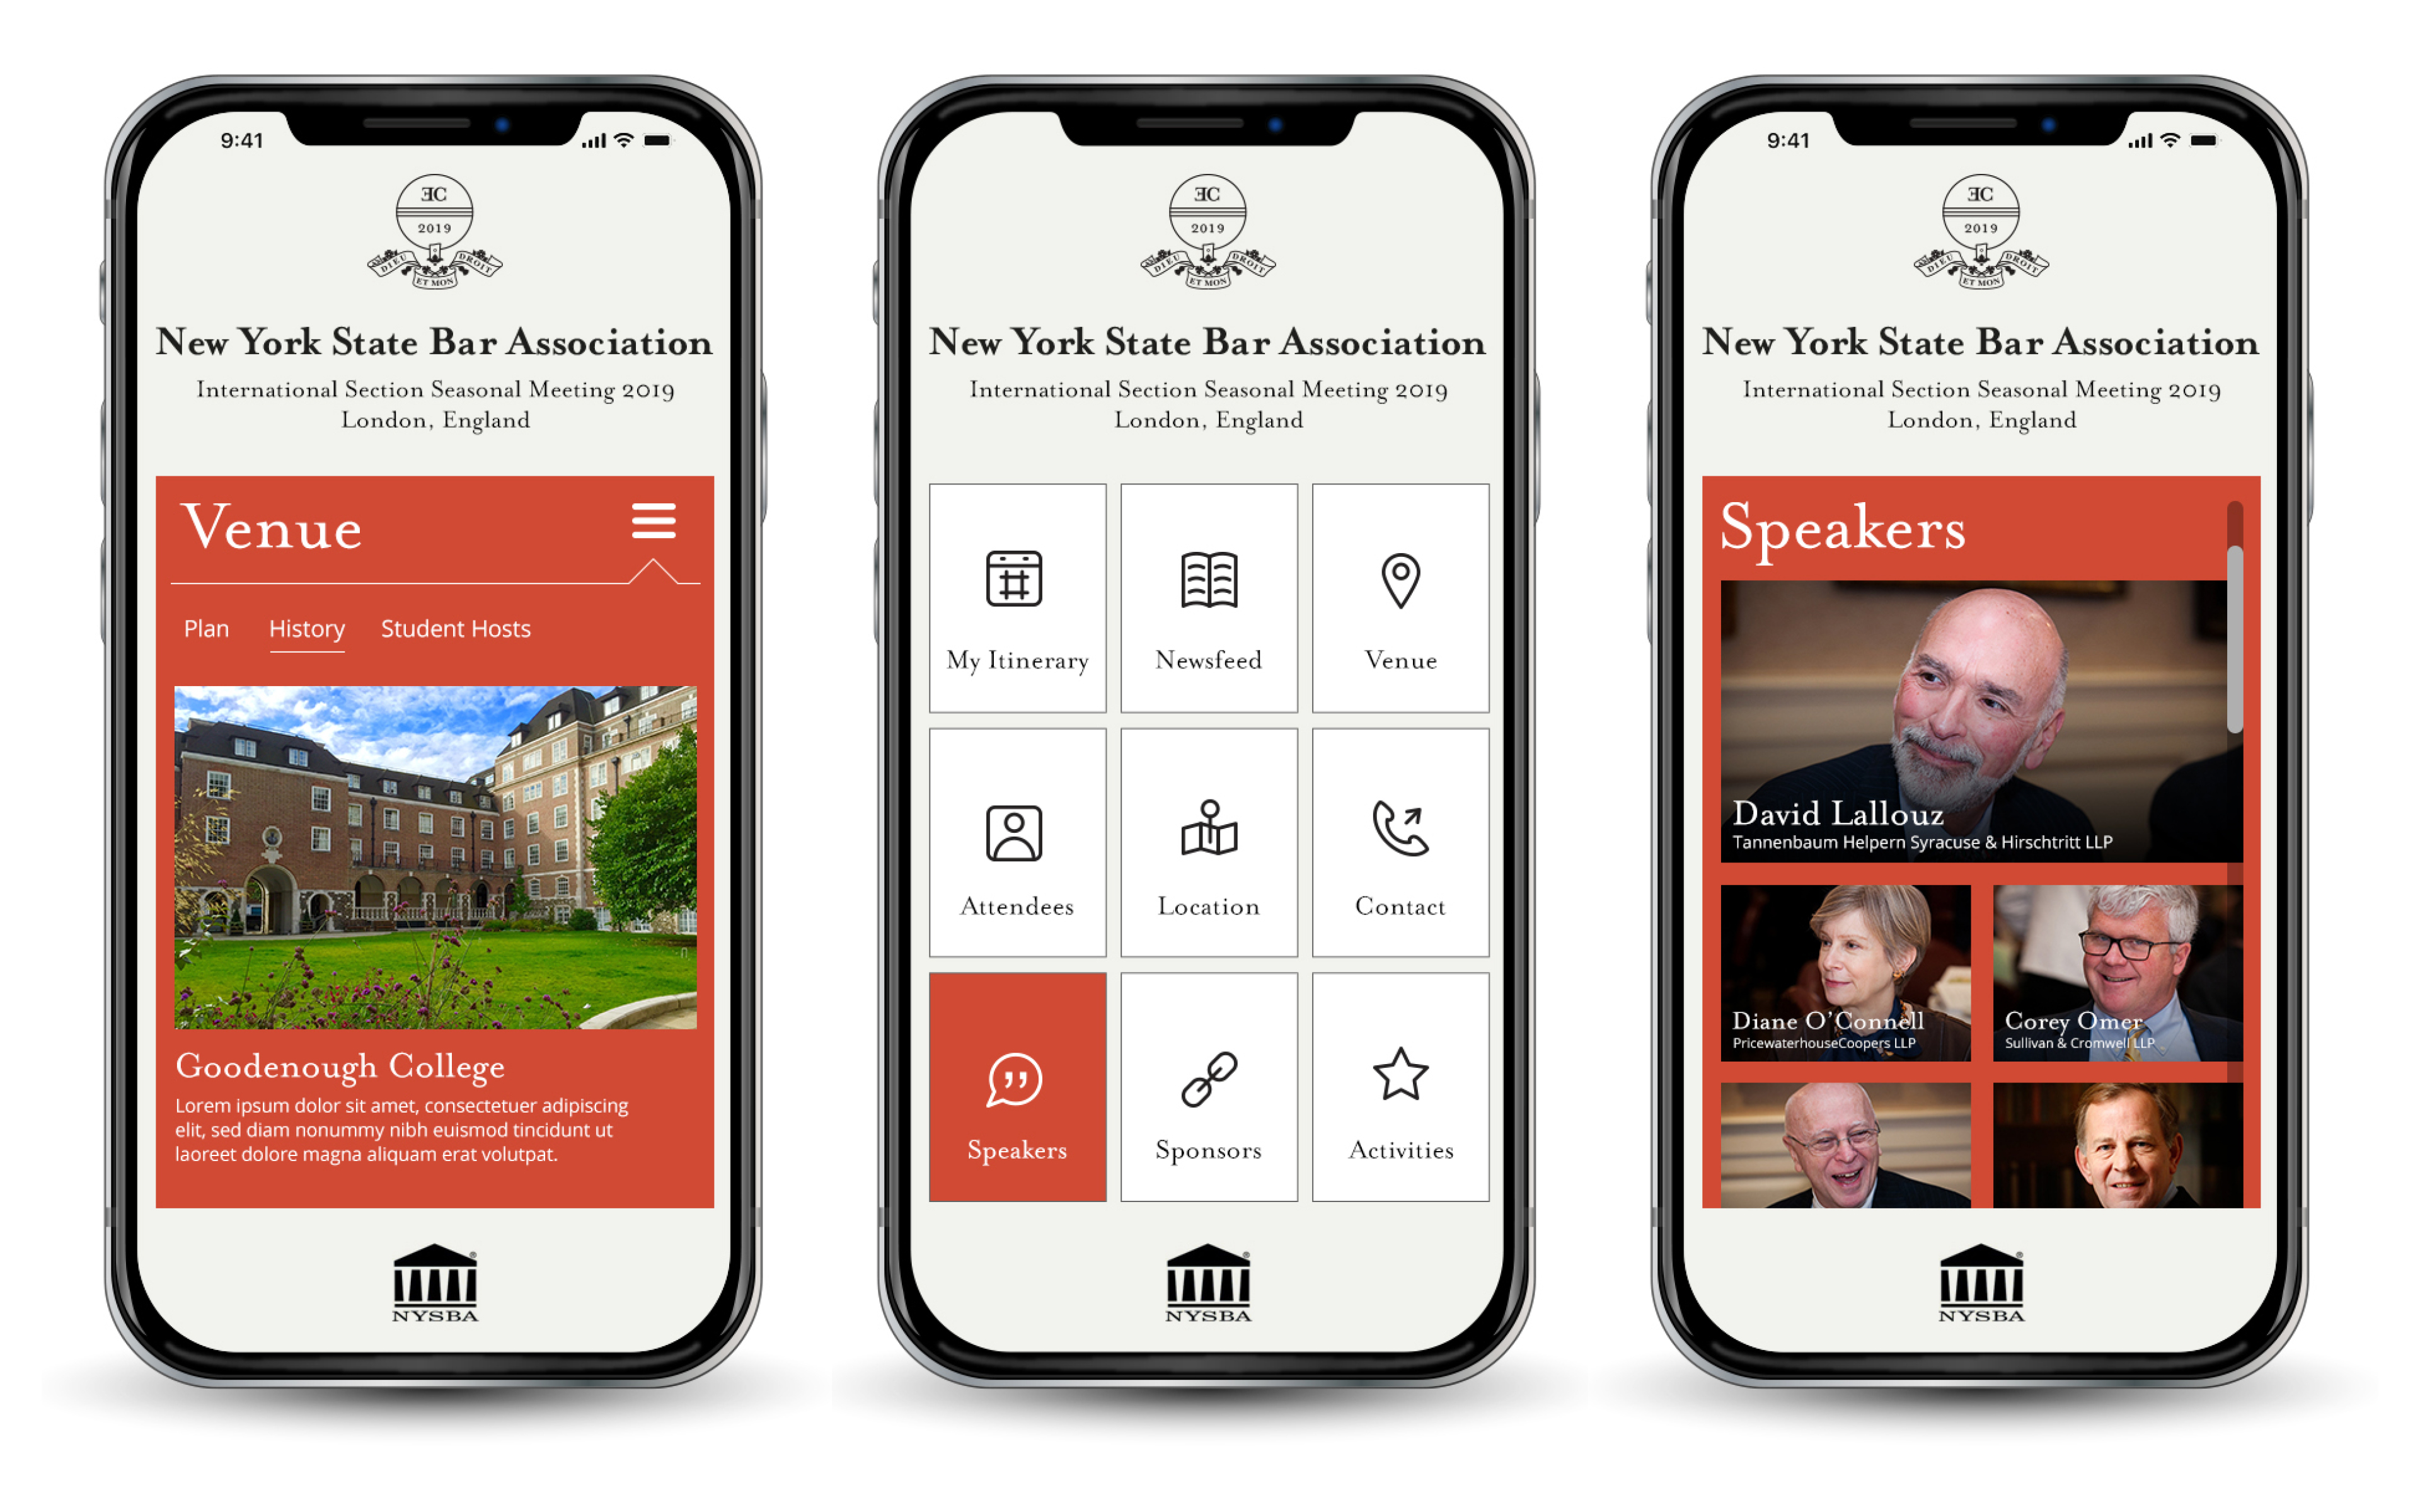 9:41
ƎC
2019
DIEU
ET MON
DROIT
New York State Bar Association
International Section Seasonal Meeting 2019
London, England
Venue
Plan History Student Hosts
Goodenough College
Lorem ipsum dolor sit amet, consectetuer adipiscing
elit, sed diam nonummy nibh euismod tincidunt ut
laoreet dolore magna aliquam erat volutpat.
®
NYSBA
ƎC
2019
DIEU
ET MON
DROIT
New York State Bar Association
International Section Seasonal Meeting 2019
London, England
My Itinerary
Newsfeed
Venue
Attendees
Location
Contact
Speakers
Sponsors
Activities
®
NYSBA
9:41
ƎC
2019
DIEU
ET MON
DROIT
New York State Bar Association
International Section Seasonal Meeting 2019
London, England
Speakers
David Lallouz
Tannenbaum Helpern Syracuse & Hirschtritt LLP
Diane O’Connell
PricewaterhouseCoopers LLP
Corey Omer
Sullivan & Cromwell LLP
®
NYSBA